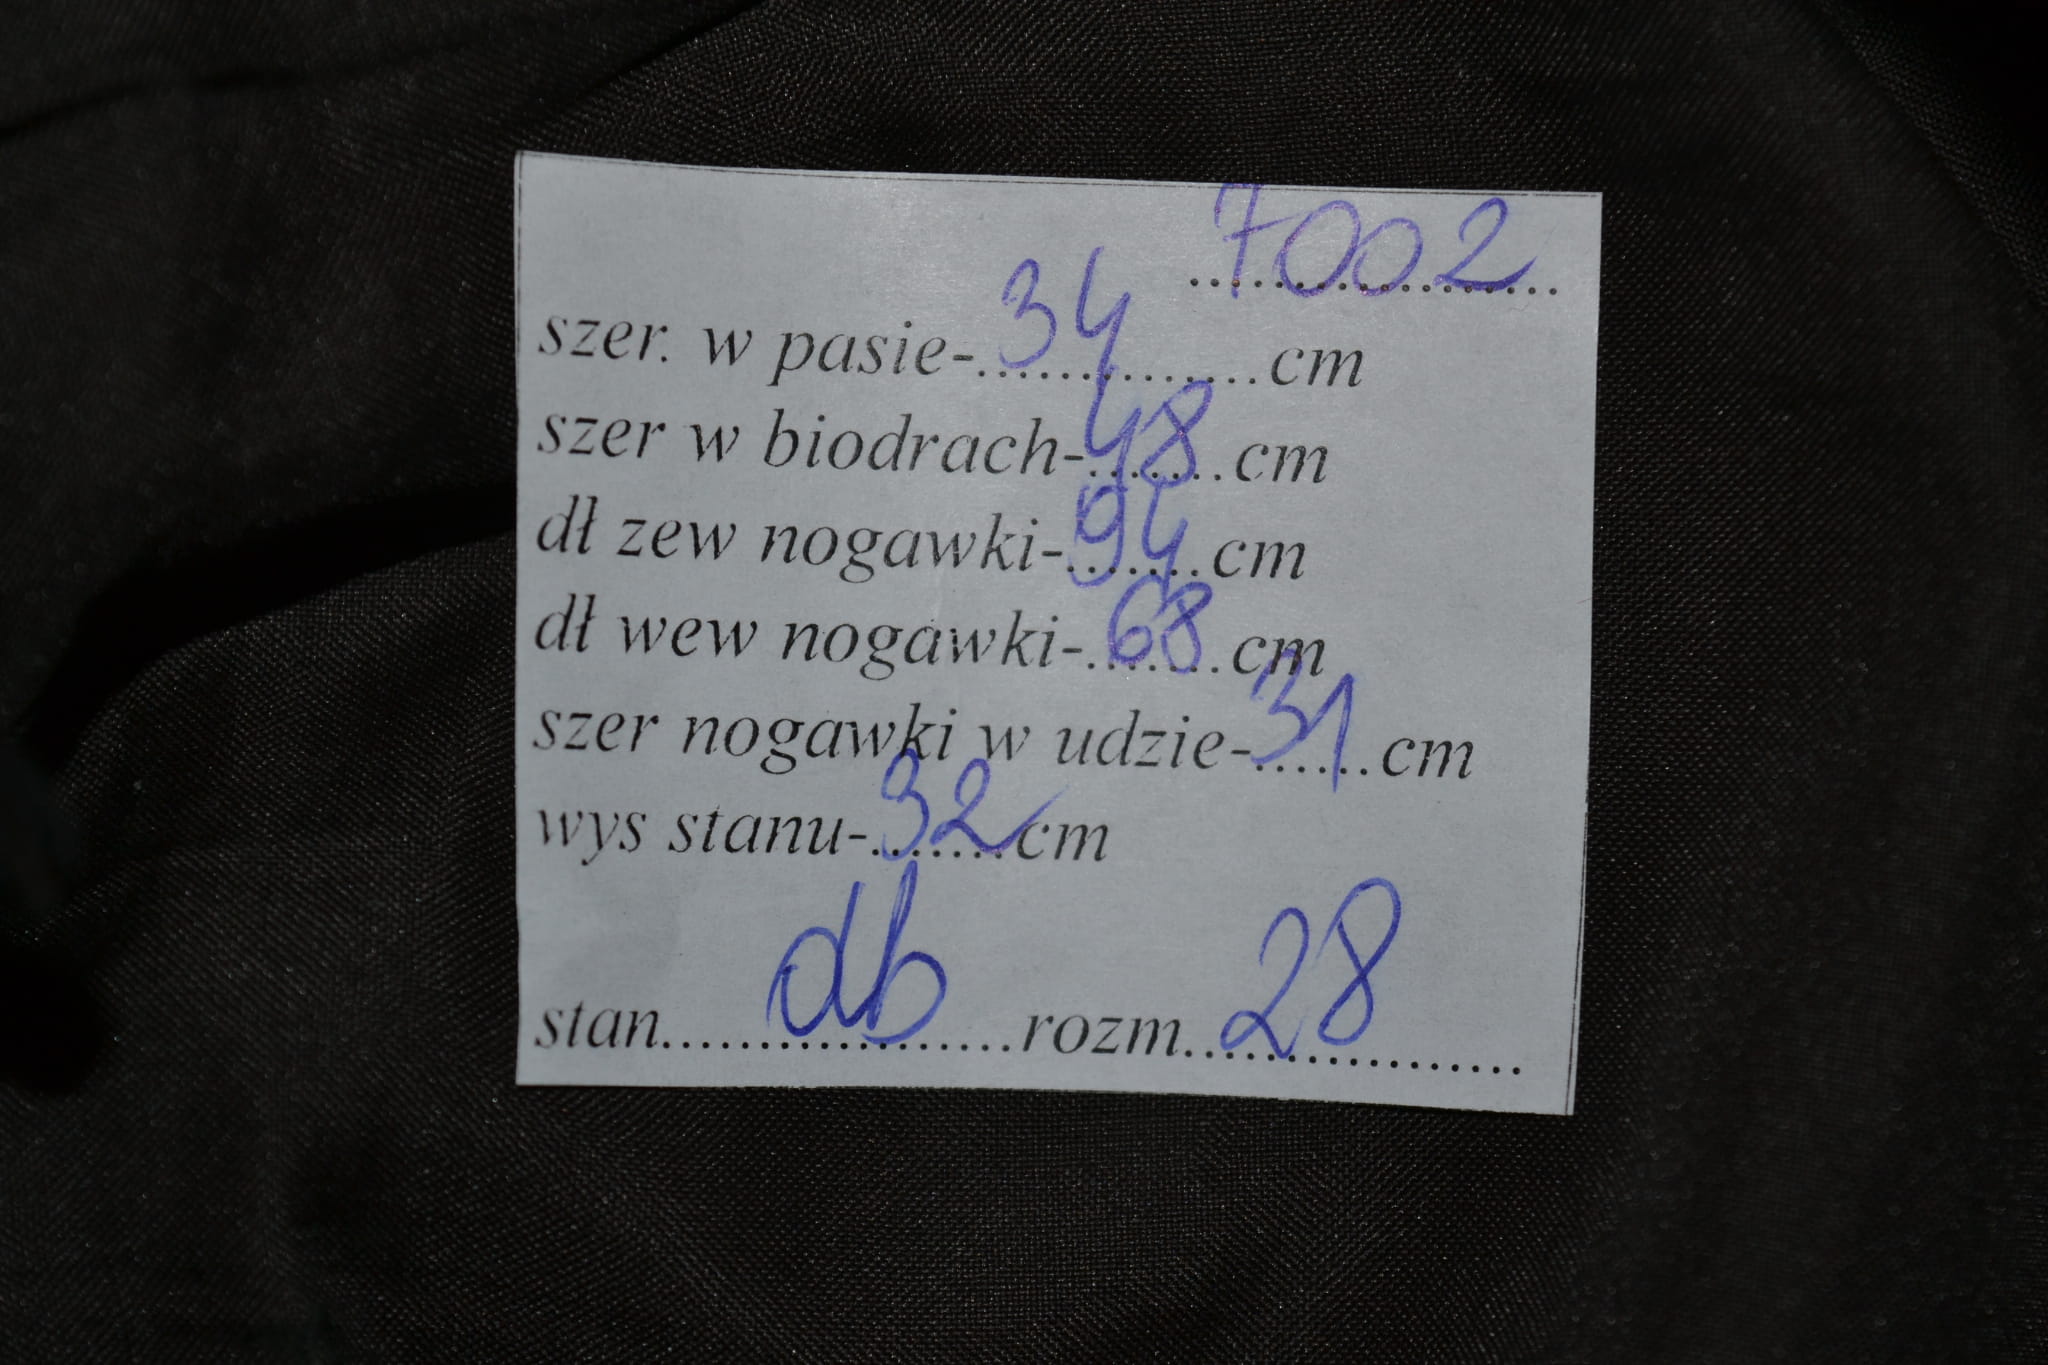 7002
szer. w pasie-34cm
szer w biodrach-48cm
dł zew nogawki-94cm
dł wew nogawki-68cm
szer nogawki w udzie-31cm
wys stanu-32cm
stan db rozm 28